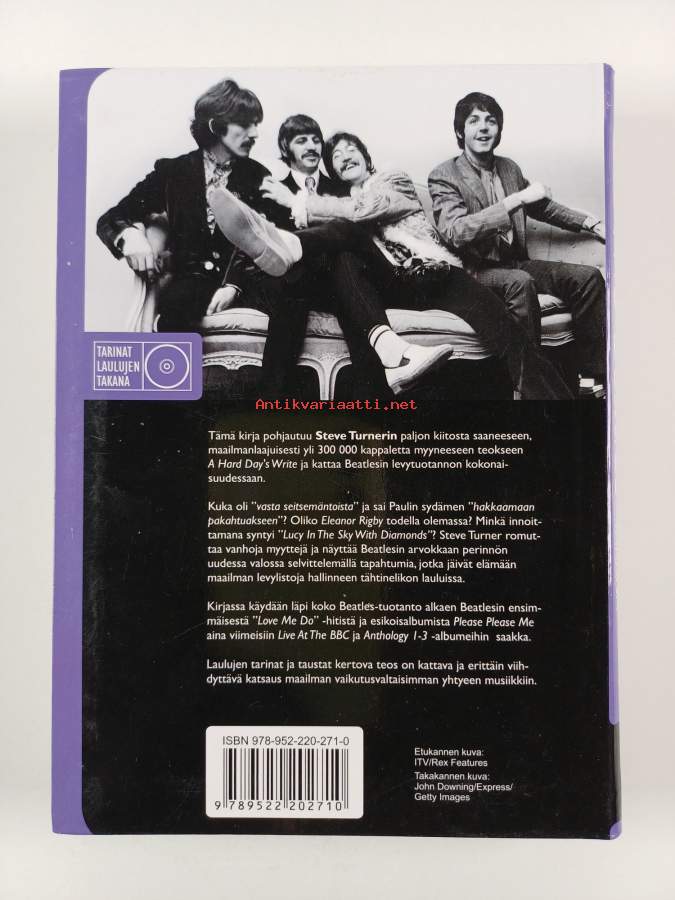 TARINAT
LAULUJEN
TAKANA
Antikvariaatti.net
Tämä kirja pohjautuu Steve Turnerin paljon kiitosta saaneeseen,
maailmanlaajuisesti yli 300 000 kappaletta myyneeseen teokseen
A Hard Day's Write ja kattaa Beatlesin levytuotannon kokonai-
suudessaan.
Kuka oli "vasta seitsemäntoista" ja sai Paulin sydämen "hakkaamaan
pakahtuakseen"? Oliko Eleanor Rigby todella olemassa? Minkä innoit-
tamana syntyi "Lucy In The Sky With Diamonds"? Steve Turner romut-
taa vanhoja myyttejä ja näyttää Beatlesin arvokkaan perinnön
uudessa valossa selvittelemällä tapahtumia, jotka jäivät elämään
maailman levylistoja hallinneen tähtinelikon lauluissa.
Kirjassa käydään läpi koko Beatles-tuotanto alkaen Beatlesin ensim-
mäisestä "Love Me Do" -hitistä ja esikoisalbumista Please Please Me
aina viimeisiin Live At The BBC ja Anthology 1-3 -albumeihin saakka.
Laulujen tarinat ja taustat kertova teos on kattava ja erittäin viih-
dyttävä katsaus maailman vaikutusvaltaisimman yhtyeen musiikkiin.
ISBN 978-952-220-271-0
9 789522 202710
Etukannen kuva:
ITV/Rex Features
Takakannen kuva:
John Downing/Express/
Getty Images